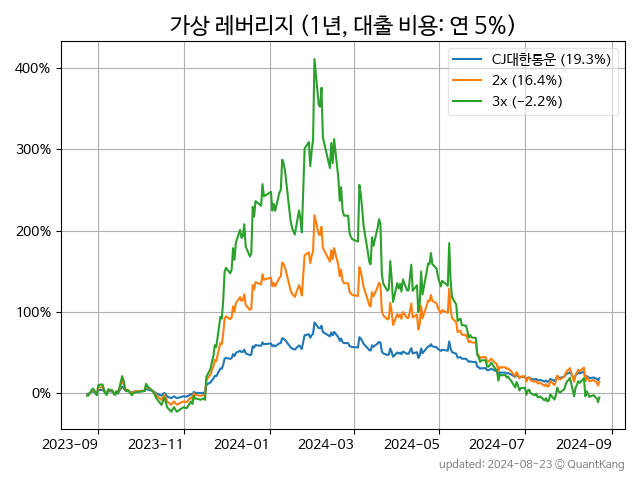 가상 레버리지 (1년, 대출 비용: 연 5%)
CJ대한통운 (19.3%)
2x (16.4%)
3x (-2.2%)
400%
300%
200%
100%
0%
2023-09 2023-11 2024-01 2024-03 2024-05 2024-07 2024-09
updated: 2024-08-23 © QuantKang